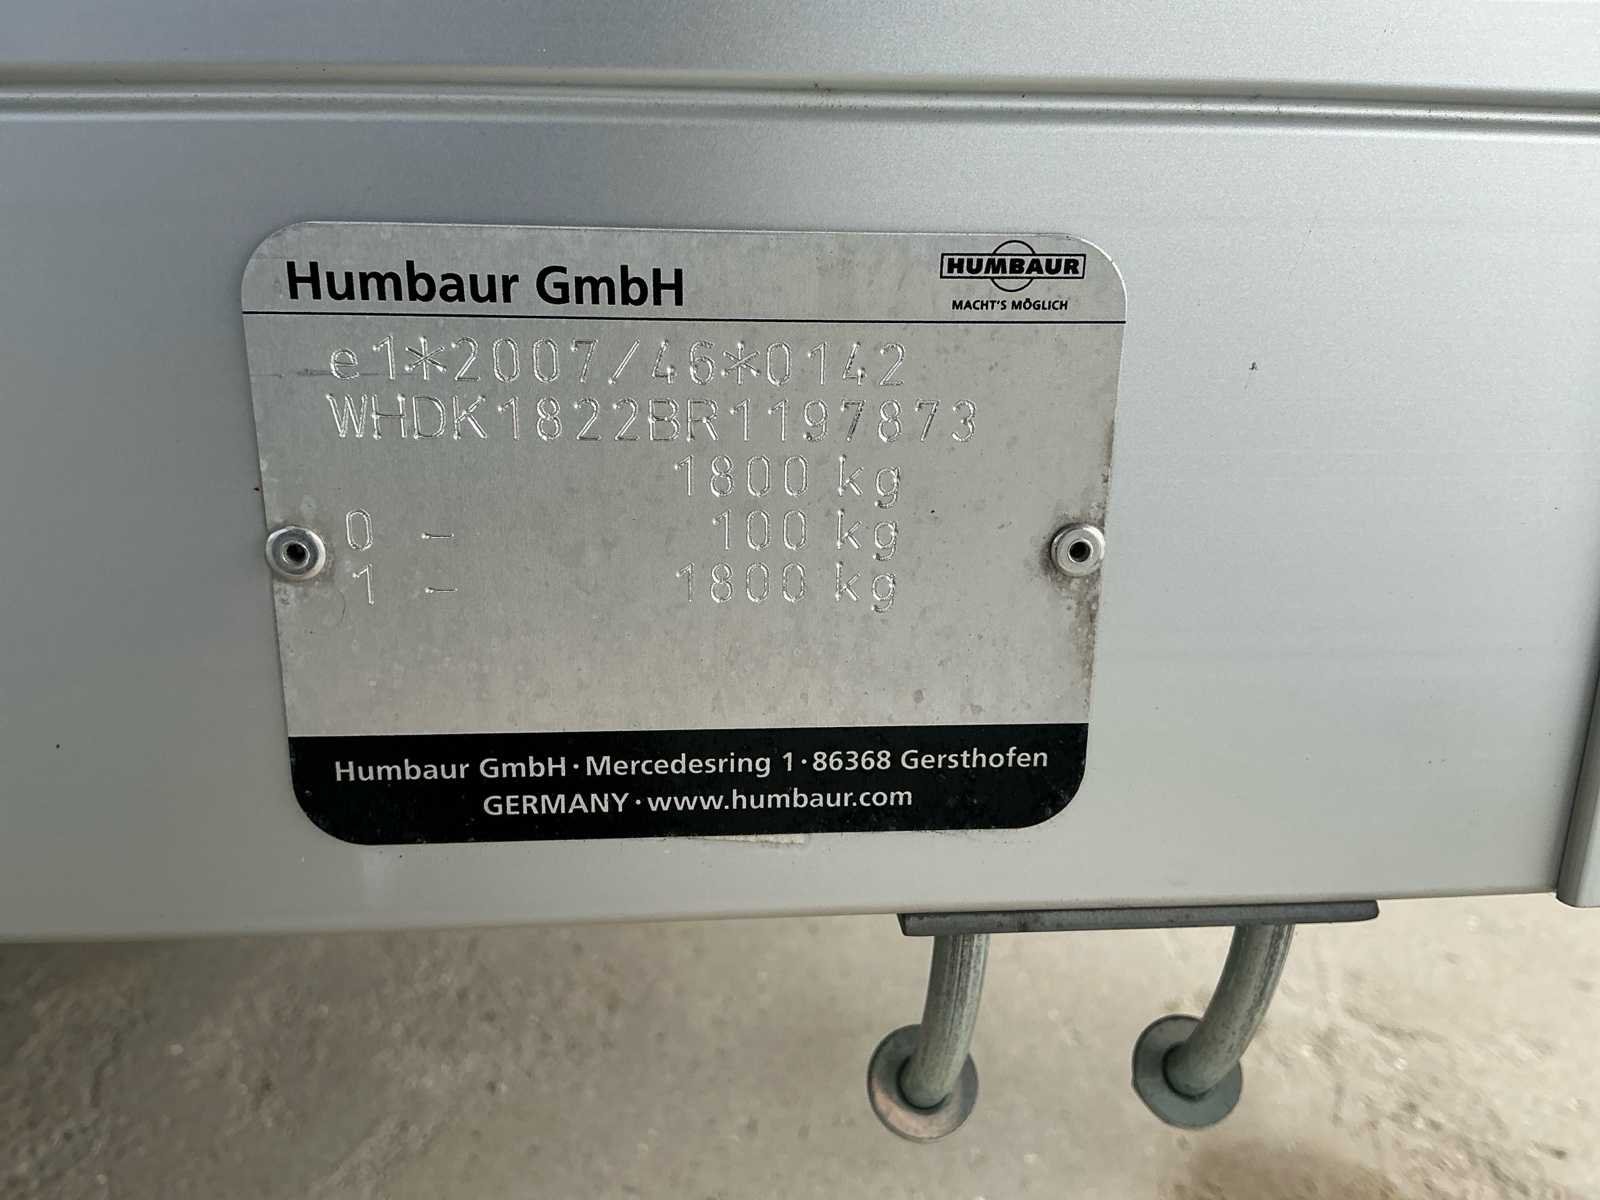 Humbaur GmbH
HUMBAUR
MACHT'S MÖGLICH
e1*2007/46*0142
WHDK1822BR1197873
1800 kg
0 - 100 kg
1 - 1800 kg
Humbaur GmbH · Mercedesring 1 · 86368 Gersthofen
GERMANY · www.humbaur.com